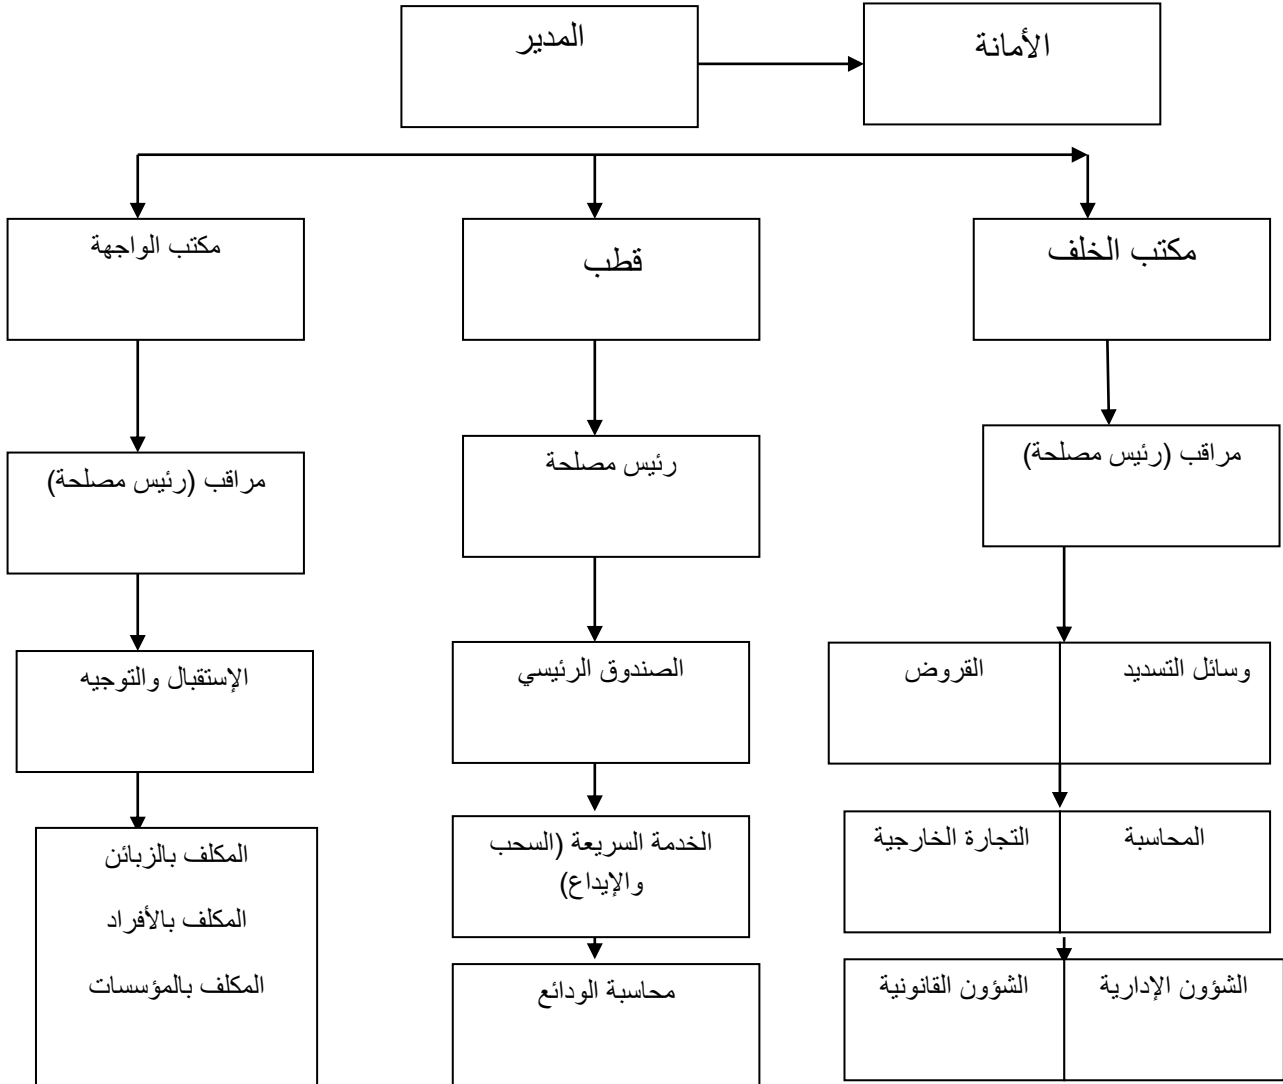 المدير
الأمانة
مكتب الخلف
قطب
مكتب الواجهة
مراقب (رئيس مصلحة)
رئيس مصلحة
مراقب (رئيس مصلحة)
وسائل التسديد
القروض
الصندوق الرئيسي
الإستقبال والتوجيه
المحاسبة
التجارة الخارجية
الخدمة السريعة (السحب
والإيداع)
المكلف بالزبائن
المكلف بالأفراد
المكلف بالمؤسسات
الشؤون الإدارية
الشؤون القانونية
محاسبة الودائع